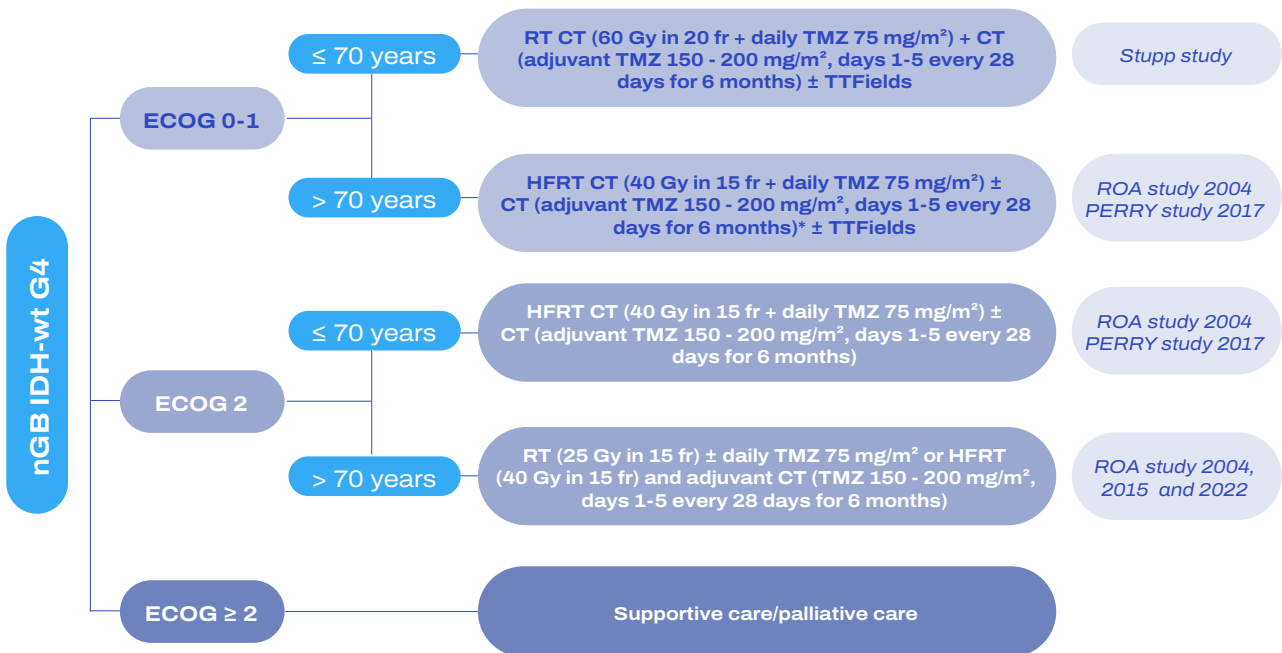 nGB IDH-wt G4
ECOG 0-1
≤ 70 years
RT CT (60 Gy in 20 fr + daily TMZ 75 mg/m²) + CT
(adjuvant TMZ 150 - 200 mg/m², days 1-5 every 28
days for 6 months) ± TTFields
Stupp study
> 70 years
HFRT CT (40 Gy in 15 fr + daily TMZ 75 mg/m²) ±
CT (adjuvant TMZ 150 - 200 mg/m², days 1-5 every 28
days for 6 months)* ± TTFields
ROA study 2004
PERRY study 2017
ECOG 2
≤ 70 years
HFRT CT (40 Gy in 15 fr + daily TMZ 75 mg/m²) ±
CT (adjuvant TMZ 150 - 200 mg/m², days 1-5 every 28
days for 6 months)
ROA study 2004
PERRY study 2017
> 70 years
RT (25 Gy in 15 fr) ± daily TMZ 75 mg/m² or HFRT
(40 Gy in 15 fr) and adjuvant CT (TMZ 150 - 200 mg/m²,
days 1-5 every 28 days for 6 months)
ROA study 2004,
2015 and 2022
ECOG ≥ 2
Supportive care/palliative care